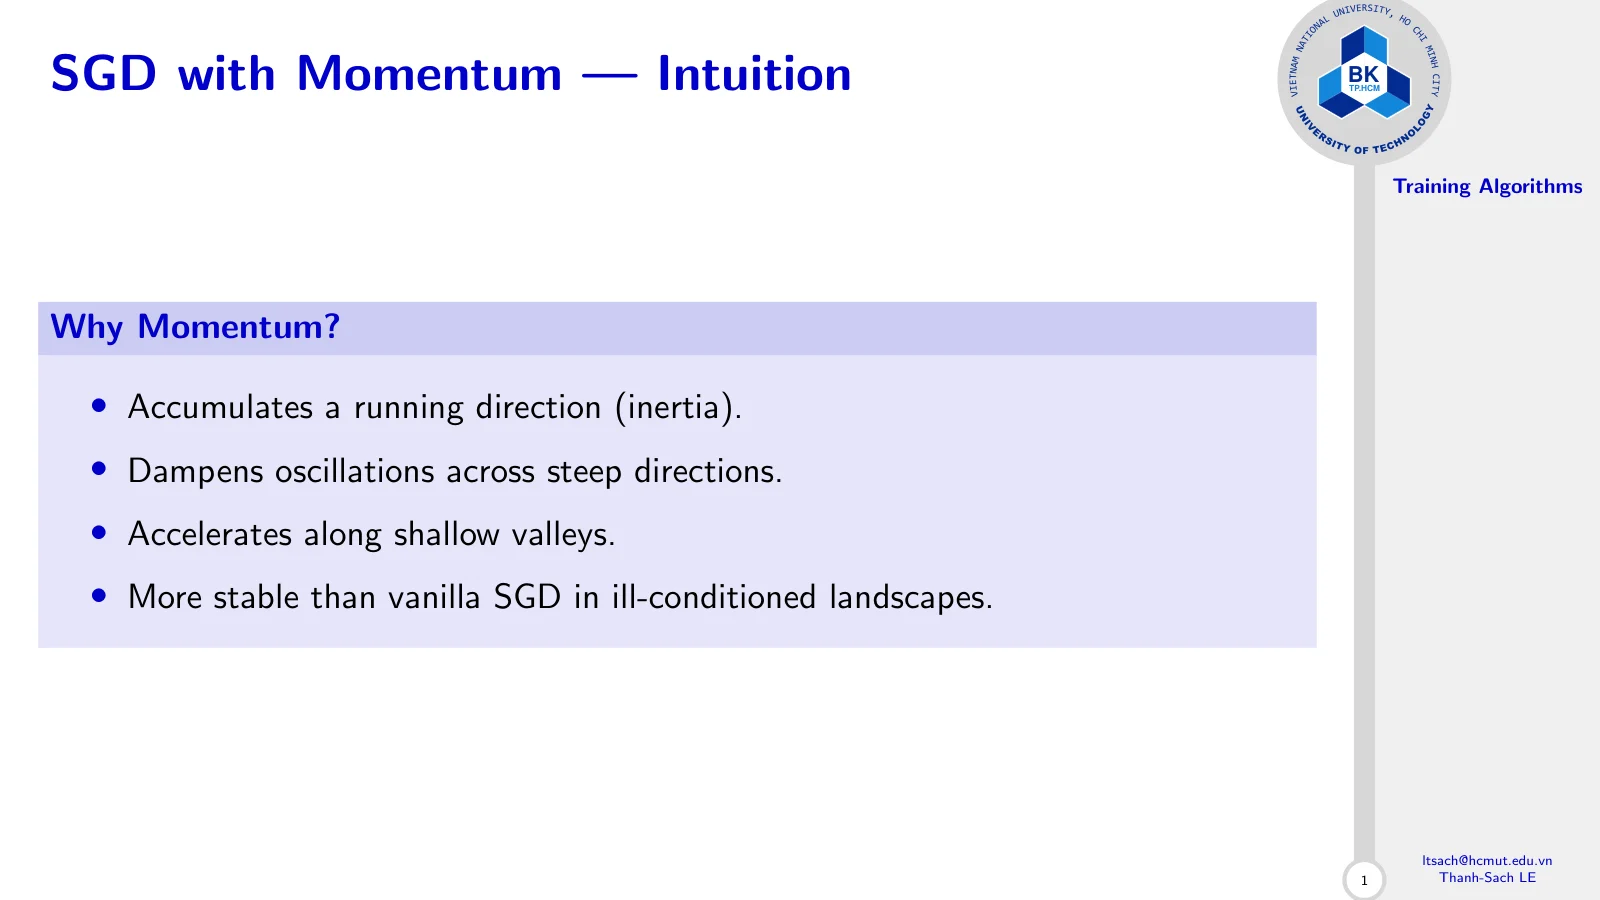 SGD with Momentum — Intuition
VIETNAM NATIONAL UNIVERSITY, HO CHI MINH CITY
BK
TP.HCM
UNIVERSITY OF TECHNOLOGY
Training Algorithms
Why Momentum?
• Accumulates a running direction (inertia).
• Dampens oscillations across steep directions.
• Accelerates along shallow valleys.
• More stable than vanilla SGD in ill-conditioned landscapes.
ltsach@hcmut.edu.vn
Thanh-Sach LE
1